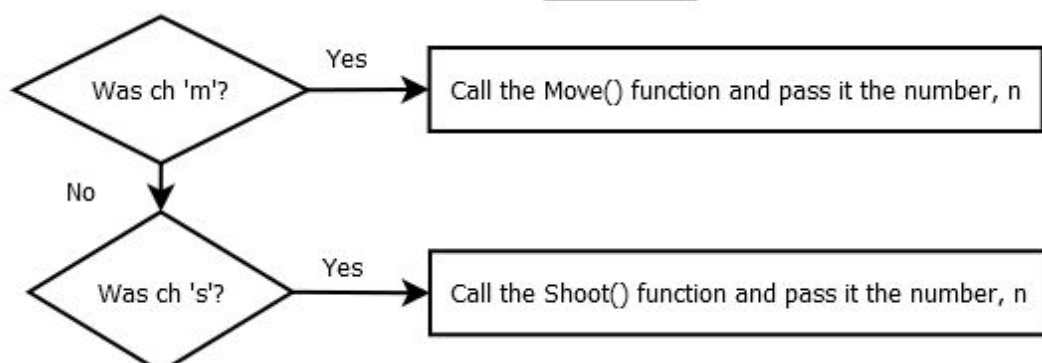 Yes
Was ch 'm'?
Call the Move() function and pass it the number, n
No
Yes
Was ch 's'?
Call the Shoot() function and pass it the number, n